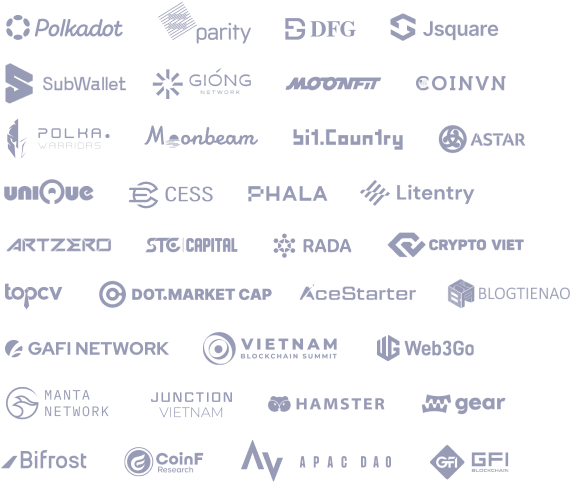 Polkadot parity DFG Jsquare
SubWallet GIÓNG NETWORK MOONFIT COINVN
POLKA. WARRIORS Moonbeam bit.Country ASTAR
UNIQUE CESS PHALA Litentry
ARTZERO STC CAPITAL RADA CRYPTO VIET
topcv DOT.MARKET CAP AceStarter BLOGTIENAO
GAFI NETWORK VIETNAM BLOCKCHAIN SUMMIT Web3Go
MANTA NETWORK JUNCTION VIETNAM HAMSTER gear
Bifrost CoinF Research APAC DAO GFI GFI BLOCKCHAIN